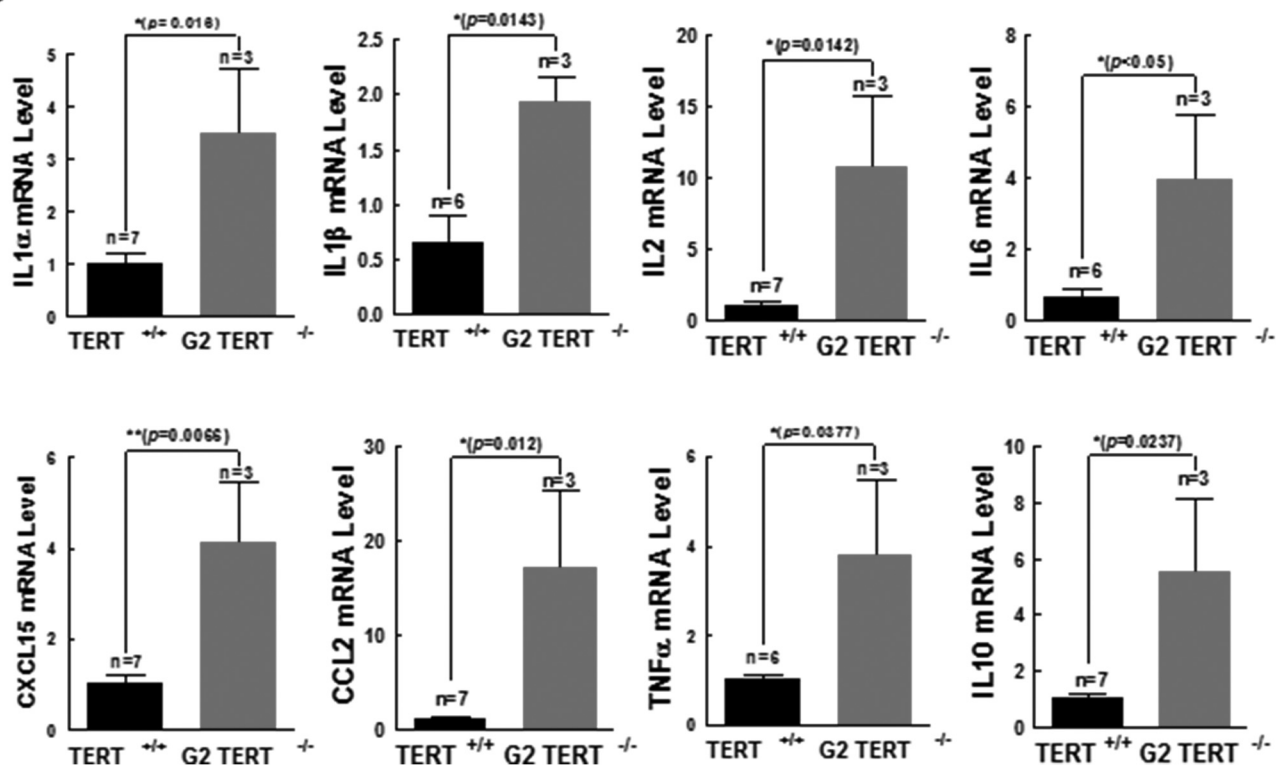 *(p= 0.016)
IL1α mRNA Level
5
4
3
2
1
0
n=7
n=3
TERT +/+ G2 TERT -/-
*(p=0.0143)
IL1β mRNA Level
2.5
2.0
1.5
1.0
0.5
0.0
n=6
n=3
TERT +/+ G2 TERT -/-
*(p=0.0142)
IL2 mRNA Level
20
15
10
5
0
n=7
n=3
TERT +/+ G2 TERT -/-
*(p<0.05)
IL6 mRNA Level
8
6
4
2
0
n=6
n=3
TERT +/+ G2 TERT -/-
**(p=0.0066)
CXCL15 mRNA Level
6
4
2
0
n=7
n=3
TERT +/+ G2 TERT -/-
*(p=0.012)
CCL2 mRNA Level
30
20
10
0
n=7
n=3
TERT +/+ G2 TERT -/-
*(p=0.0377)
TNFα mRNA Level
6
4
2
0
n=6
n=3
TERT +/+ G2 TERT -/-
*(p=0.0237)
IL10 mRNA Level
10
8
6
4
2
0
n=7
n=3
TERT +/+ G2 TERT -/-